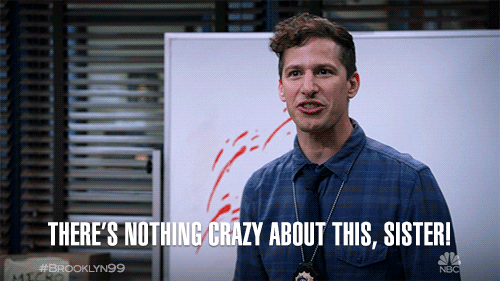 THERE'S NOTHING CRAZY ABOUT THIS, SISTER!
#BROOKLYN99
NBC